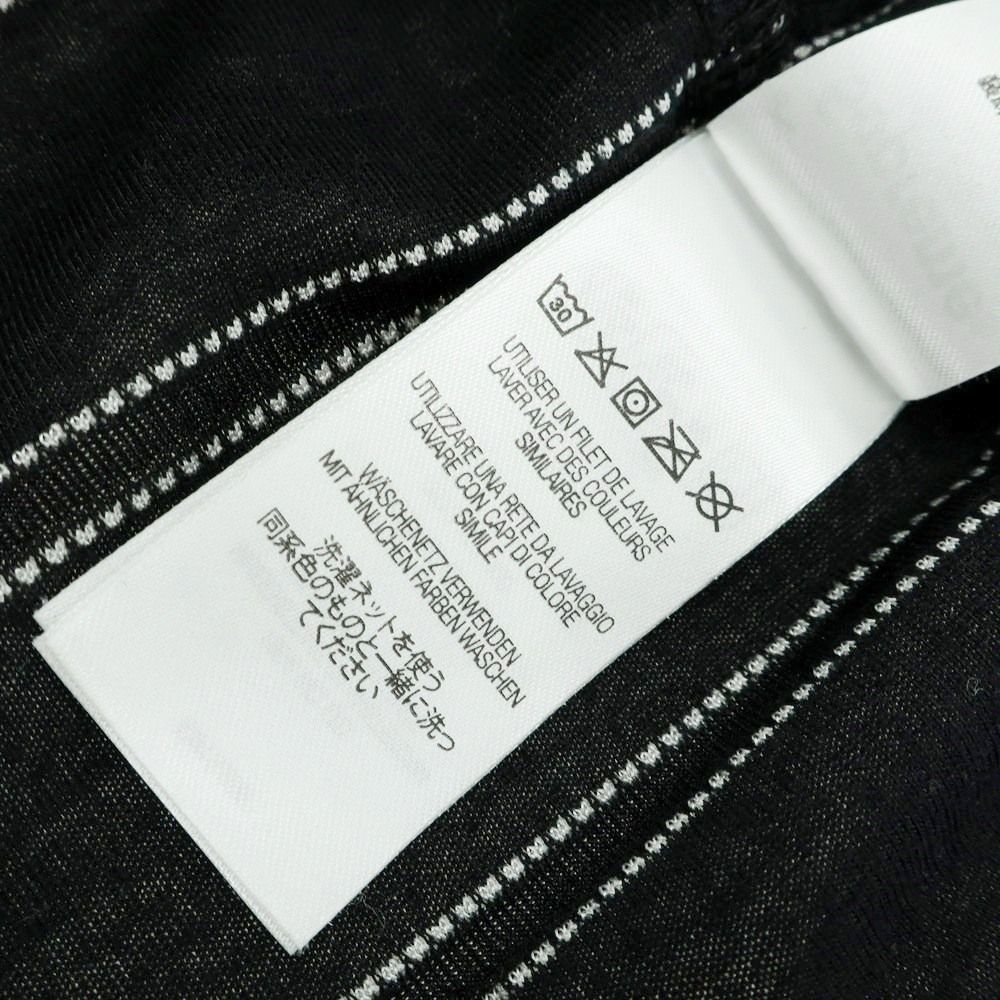 30
UTILISER UN FILET DE LAVAGE
LAVER AVEC DES COULEURS
SIMILAIRES
UTILIZZARE UNA RETE DA LAVAGGIO
LAVARE CON CAPI DI COLORE
SIMILE
WÄSCHENETZ VERWENDEN
MIT ÄHNLICHEN FARBEN WASCHEN
洗濯ネットを使う
同系色のものと一緒に洗っ
てください